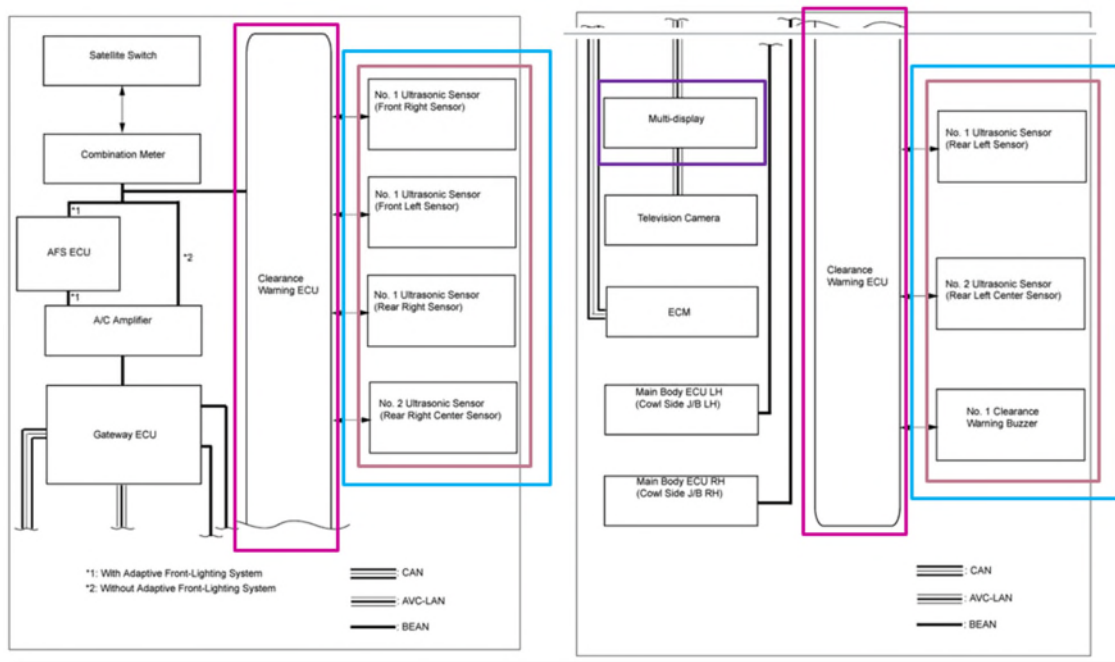 Satellite Switch
Combination Meter
*1
AFS ECU
*2
*1
A/C Amplifier
Gateway ECU
Clearance
Warning ECU
No. 1 Ultrasonic Sensor
(Front Right Sensor)
No. 1 Ultrasonic Sensor
(Front Left Sensor)
No. 1 Ultrasonic Sensor
(Rear Right Sensor)
No. 2 Ultrasonic Sensor
(Rear Right Center Sensor)
*1: With Adaptive Front-Lighting System
*2: Without Adaptive Front-Lighting System
: CAN
: AVC-LAN
: BEAN
Multi-display
Television Camera
ECM
Main Body ECU LH
(Cowl Side J/B LH)
Main Body ECU RH
(Cowl Side J/B RH)
Clearance
Warning ECU
No. 1 Ultrasonic Sensor
(Rear Left Sensor)
No. 2 Ultrasonic Sensor
(Rear Left Center Sensor)
No. 1 Clearance
Warning Buzzer
: CAN
: AVC-LAN
: BEAN